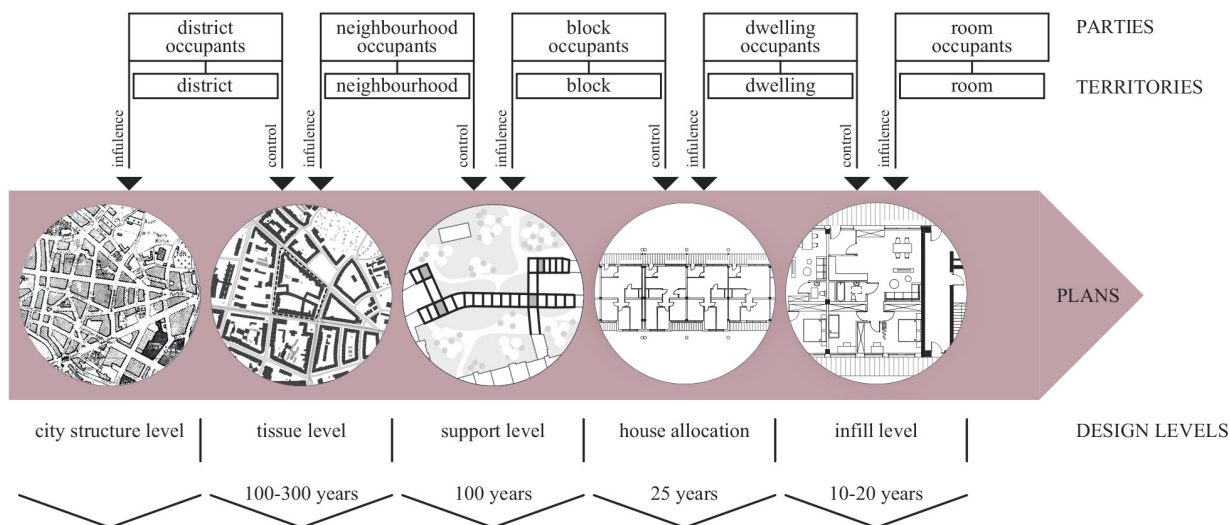 district
occupants
neighbourhood
occupants
block
occupants
dwelling
occupants
room
occupants
PARTIES
district
neighbourhood
block
dwelling
room
TERRITORIES
infulence
control
infulence
control
infulence
control
infulence
control
infulence
PLANS
city structure level
tissue level
support level
house allocation
infill level
DESIGN LEVELS
100-300 years
100 years
25 years
10-20 years